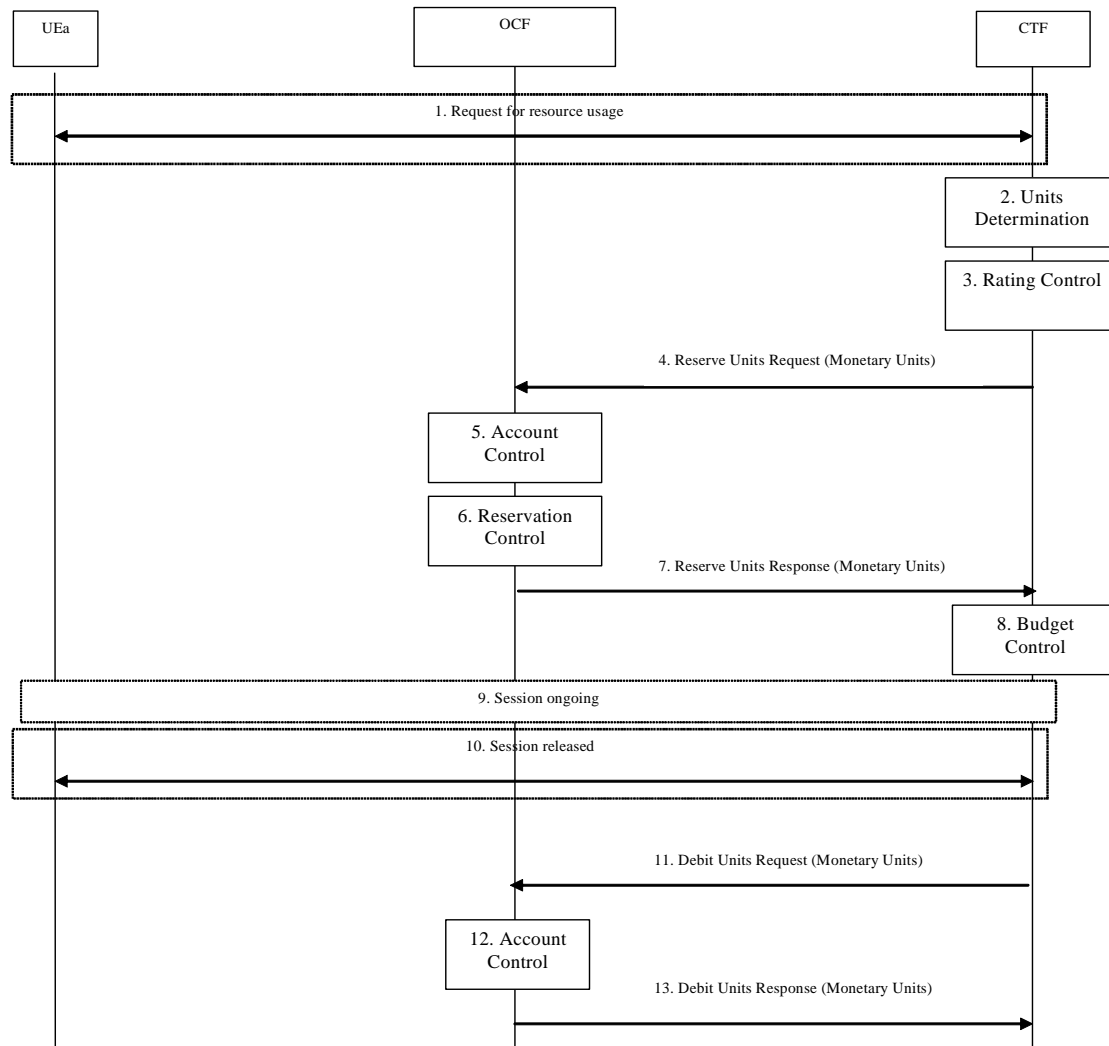 UEa
OCF
CTF
1. Request for resource usage
2. Units
Determination
3. Rating Control
4. Reserve Units Request (Monetary Units)
5. Account
Control
6. Reservation
Control
7. Reserve Units Response (Monetary Units)
8. Budget
Control
9. Session ongoing
10. Session released
11. Debit Units Request (Monetary Units)
12. Account
Control
13. Debit Units Response (Monetary Units)